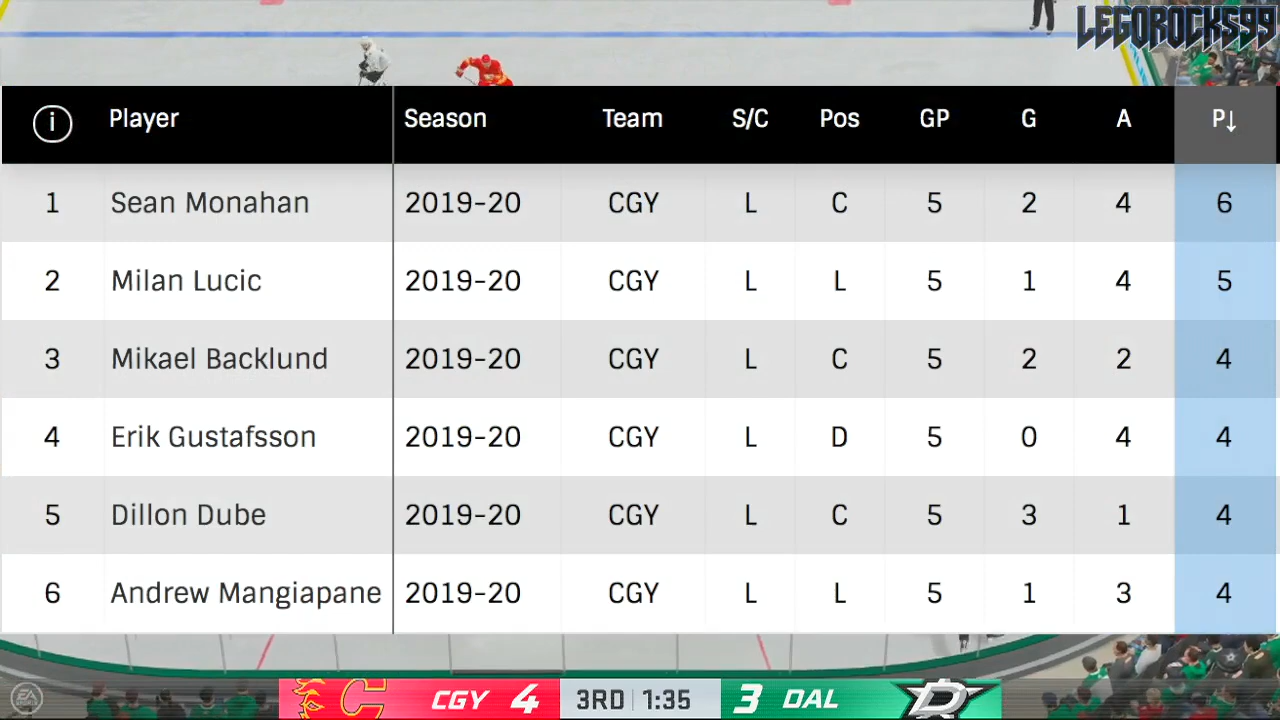 LEGOROCKS99
i Player Season Team S/C Pos GP G A P↓
1 Sean Monahan 2019-20 CGY L C 5 2 4 6
2 Milan Lucic 2019-20 CGY L L 5 1 4 5
3 Mikael Backlund 2019-20 CGY L C 5 2 2 4
4 Erik Gustafsson 2019-20 CGY L D 5 0 4 4
5 Dillon Dube 2019-20 CGY L C 5 3 1 4
6 Andrew Mangiapane 2019-20 CGY L L 5 1 3 4
EA SPORTS
C CGY 4 3RD 1:35 3 DAL D